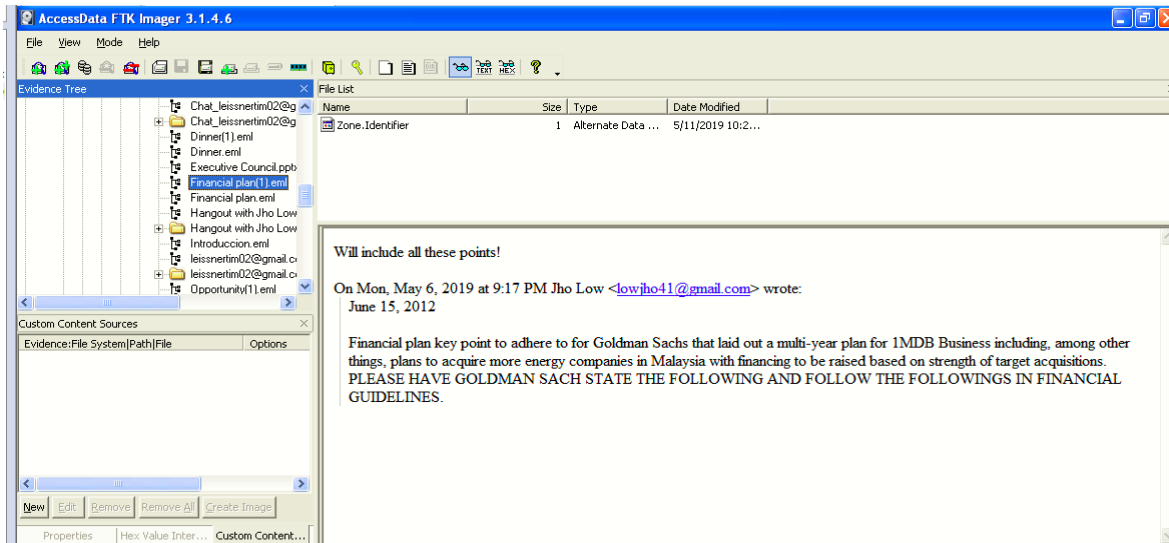 AccessData FTK Imager 3.1.4.6
File View Mode Help
TEXT HEX
Evidence Tree
Chat_leissnertim02@g
Chat_leissnertim02@g
Dinner(1).eml
Dinner.eml
Executive Council.ppt
Financial plan(1).eml
Financial plan.eml
Hangout with Jho Low
Hangout with Jho Low
Introduccion.eml
leissnertim02@gmail.c
leissnertim02@gmail.c
Opportunity(1).eml
Custom Content Sources
Evidence:File System|Path|File Options
New Edit Remove Remove All Create Image
Properties Hex Value Inter... Custom Content...
File List
Name Size Type Date Modified
Zone.Identifier 1 Alternate Data ... 5/11/2019 10:2...
Will include all these points!
On Mon, May 6, 2019 at 9:17 PM Jho Low <lowjho41@gmail.com> wrote:
June 15, 2012
Financial plan key point to adhere to for Goldman Sachs that laid out a multi-year plan for 1MDB Business including, among other
things, plans to acquire more energy companies in Malaysia with financing to be raised based on strength of target acquisitions.
PLEASE HAVE GOLDMAN SACH STATE THE FOLLOWING AND FOLLOW THE FOLLOWINGS IN FINANCIAL
GUIDELINES.